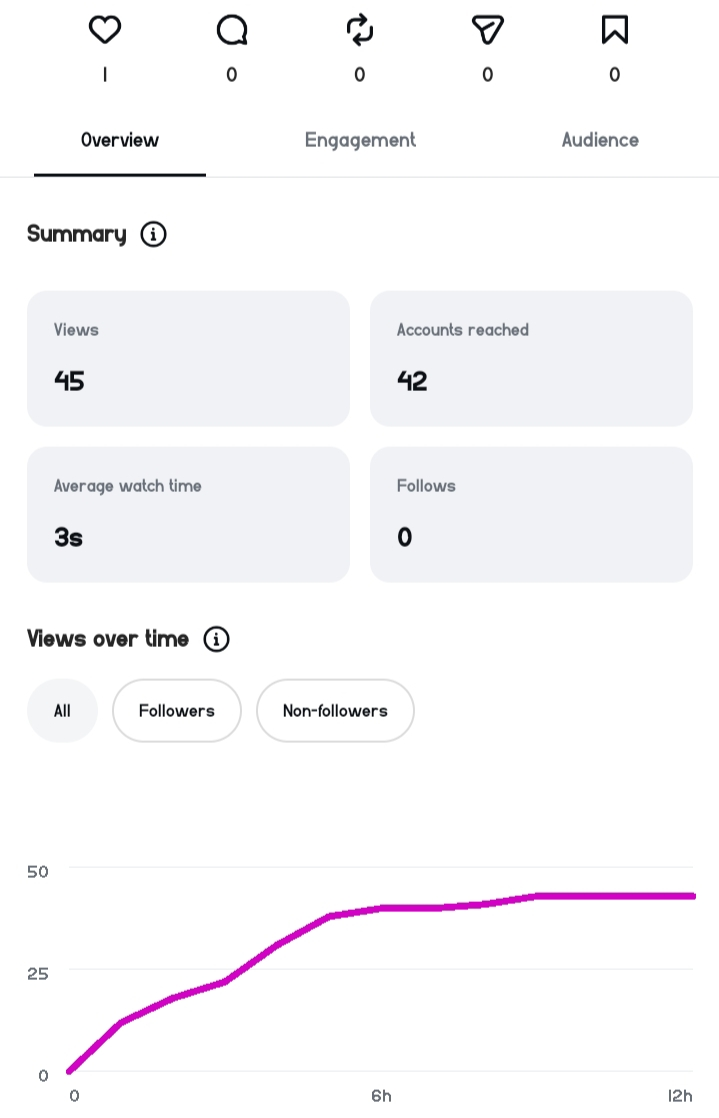 1 0 0 0 0
Overview Engagement Audience
Summary
Views Accounts reached
45 42
Average watch time Follows
3s 0
Views over time
All Followers Non-followers
50
25
0
0 6h 12h